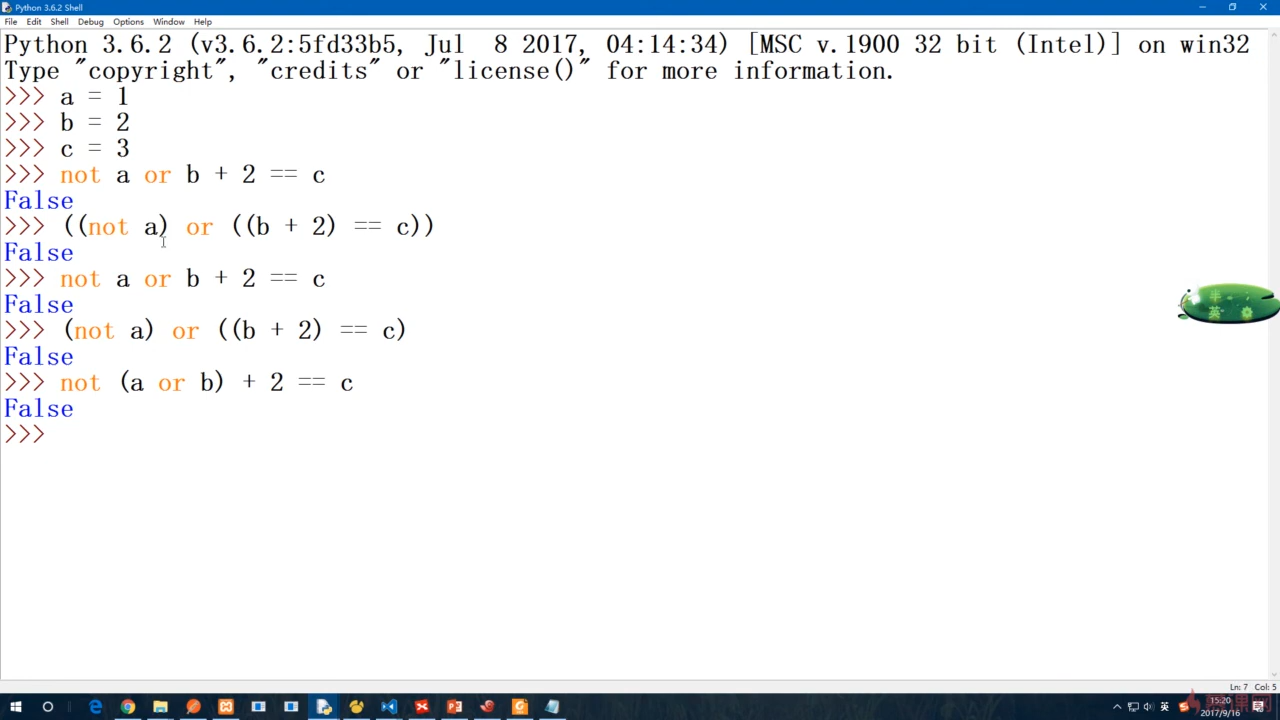 Python 3.6.2 Shell
File Edit Shell Debug Options Window Help
Python 3.6.2 (v3.6.2:5fd33b5, Jul  8 2017, 04:14:34) [MSC v.1900 32 bit (Intel)] on win32
Type "copyright", "credits" or "license()" for more information.
>>> a = 1
>>> b = 2
>>> c = 3
>>> not a or b + 2 == c
False
>>> ((not a) or ((b + 2) == c))
False
>>> not a or b + 2 == c
False
>>> (not a) or ((b + 2) == c)
False
>>> not (a or b) + 2 == c
False
>>>
半
英
Ln: 7 Col: 5
英
15:20
2017/9/16